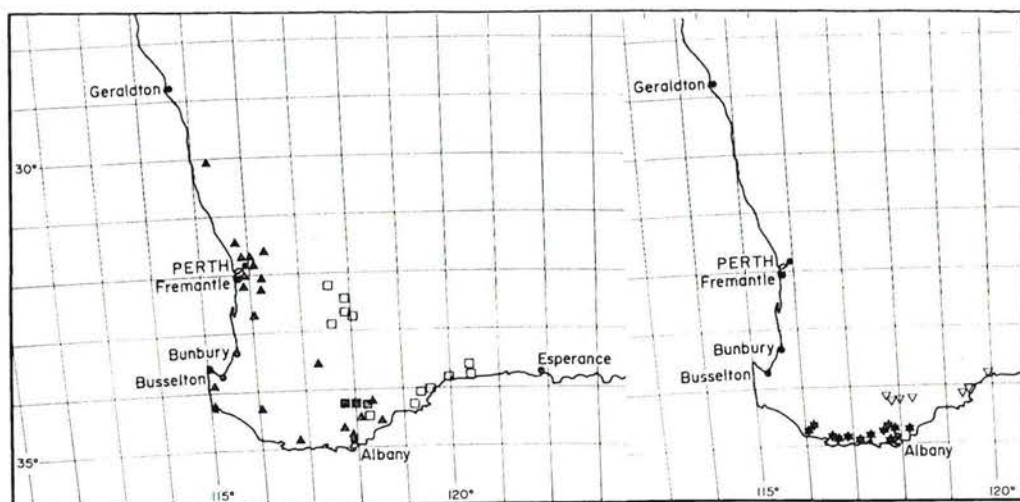 Geraldton
30°
PERTH
Fremantle
Bunbury
Busselton
Esperance
Albany
35°
115°
120°
Geraldton
PERTH
Fremantle
Bunbury
Busselton
Albany
115°
120°